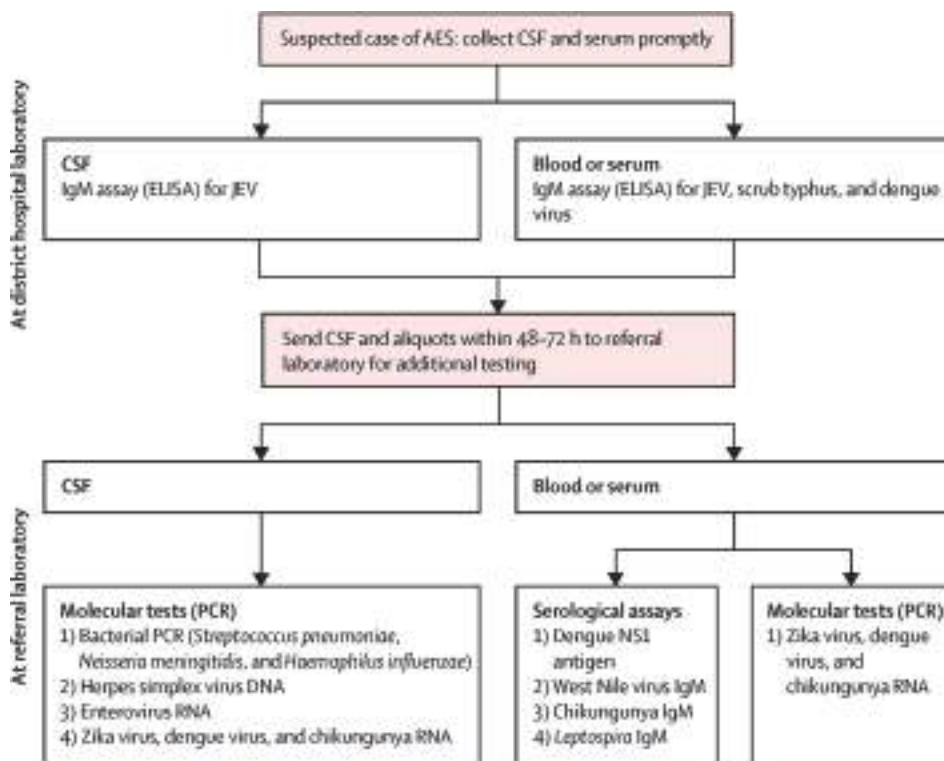 Suspected case of AES: collect CSF and serum promptly
At district hospital laboratory
CSF
IgM assay (ELISA) for JEV
Blood or serum
IgM assay (ELISA) for JEV, scrub typhus, and dengue
virus
Send CSF and aliquots within 48–72 h to referral
laboratory for additional testing
At referral laboratory
CSF
Blood or serum
Molecular tests (PCR)
1) Bacterial PCR (Streptococcus pneumoniae,
Neisseria meningitidis, and Haemophilus influenzae)
2) Herpes simplex virus DNA
3) Enterovirus RNA
4) Zika virus, dengue virus, and chikungunya RNA
Serological assays
1) Dengue NS1
antigen
2) West Nile virus IgM
3) Chikungunya IgM
4) Leptospira IgM
Molecular tests (PCR)
1) Zika virus, dengue
virus, and
chikungunya RNA